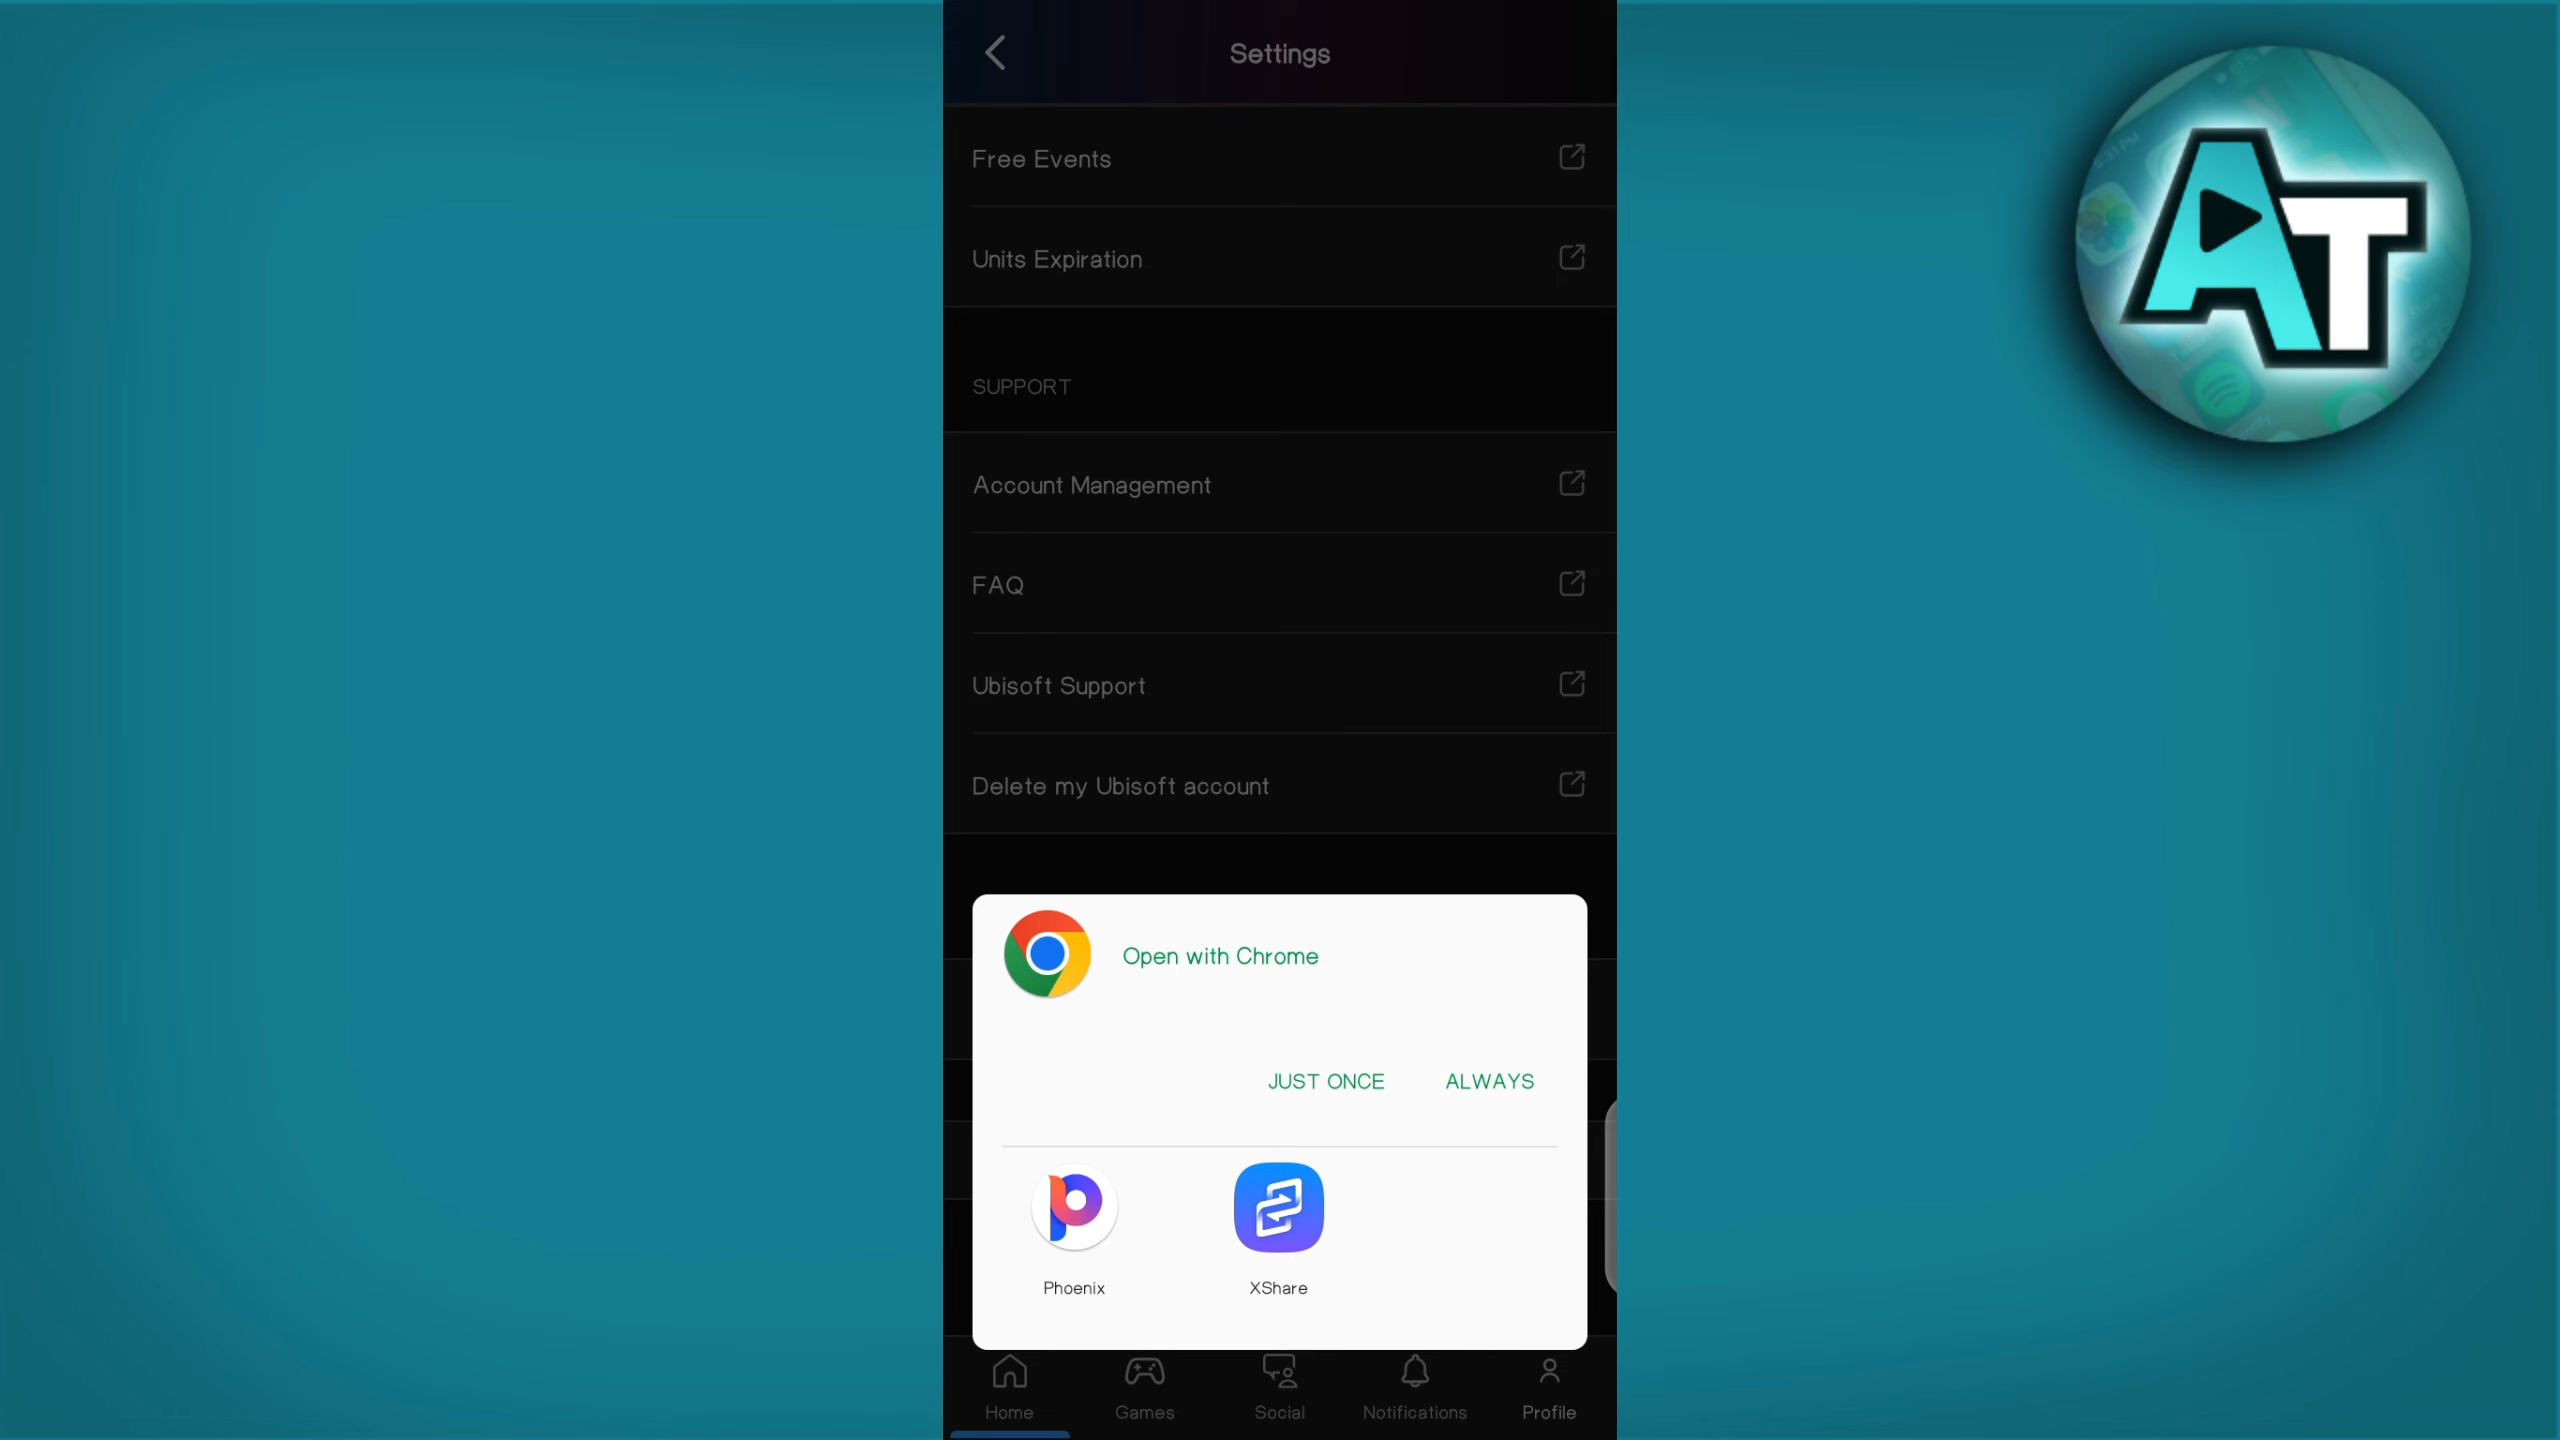 Settings
Free Events
Units Expiration
SUPPORT
Account Management
FAQ
Ubisoft Support
Delete my Ubisoft account
Open with Chrome
JUST ONCE
ALWAYS
Phoenix
XShare
Home
Games
Social
Notifications
Profile
AT